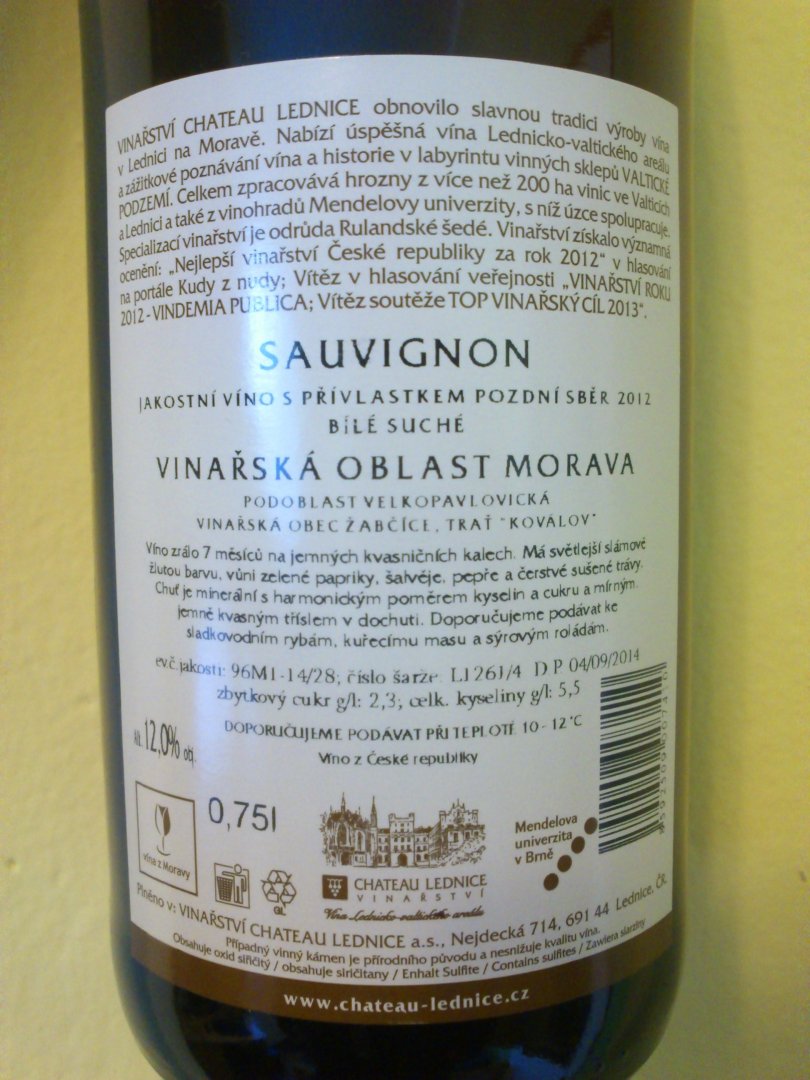 VINAŘSTVÍ CHATEAU LEDNICE obnovilo slavnou tradici výroby vína
v Lednici na Moravě. Nabízí úspěšná vína Lednicko-valtického areálu
a zážitkové poznávání vína a historie v labyrintu vinných sklepů VALTICKÉ
PODZEMÍ. Celkem zpracovává hrozny z více než 200 ha vinic ve Valticích
a Lednici a také z vinohradů Mendelovy univerzity, s níž úzce spolupracuje.
Specializací vinařství je odrůda Rulandské šedé. Vinařství získalo významná
ocenění: „Nejlepší vinařství České republiky za rok 2012“ v hlasování
na portále Kudy z nudy; Vítěz v hlasování veřejnosti „VINAŘSTVÍ ROKU
2012 - VINDEMIA PUBLICA; Vítěz soutěže TOP VINAŘSKÝ CÍL 2013“.
SAUVIGNON
JAKOSTNÍ VÍNO S PŘÍVLASTKEM POZDNÍ SBĚR 2012
BÍLÉ SUCHÉ
VINAŘSKÁ OBLAST MORAVA
PODOBLAST VELKOPAVLOVICKÁ
VINAŘSKÁ OBEC ŽABČICE, TRAŤ "KOVÁLOV"
Víno zrálo 7 měsíců na jemných kvasničních kalech. Má světlejší slámově
žlutou barvu, vůni zelené papriky, šalvěje, pepře a čerstvě sušené trávy.
Chuť je minerální s harmonickým poměrem kyselin a cukru a mírným,
jemně kvasným tříslem v dochuti. Doporučujeme podávat ke
sladkovodním rybám, kuřecímu masu a sýrovým roládám.
ev.č. jakosti: 96M1-14/28; číslo šarže: L1261/4 D P 04/09/2014
zbytkový cukr g/l: 2,3; celk. kyseliny g/l: 5,5
DOPORUČUJEME PODÁVAT PŘI TEPLOTĚ 10 - 12°C
Alk. 12,0% obj.
Víno z České republiky
0,75l
vína z Moravy
GL
CHATEAU LEDNICE
VINAŘSTVÍ
Vína Lednicko-valtického areálu
Mendelova
univerzita
v Brně
Plněno v: VINAŘSTVÍ CHATEAU LEDNICE a.s., Nejdecká 714, 691 44 Lednice, ČR.
Případný vinný kámen je přírodního původu a nesnižuje kvalitu vína.
Obsahuje oxid siřičitý / obsahuje siričitany / Enhalt Sulfite / Contains sulfites / Zawiera siarziny
www.chateau-lednice.cz